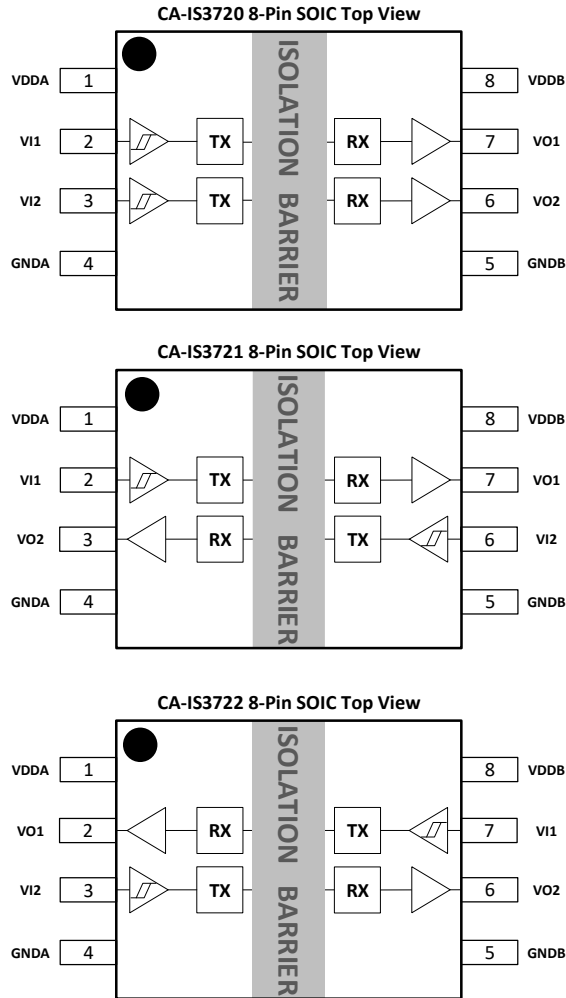 CA-IS3720 8-Pin SOIC Top View
VDDA 1 8 VDDB
VI1 2 TX RX 7 VO1
VI2 3 TX RX 6 VO2
GNDA 4 5 GNDB
ISOLATION BARRIER
CA-IS3721 8-Pin SOIC Top View
VDDA 1 8 VDDB
VI1 2 TX RX 7 VO1
VO2 3 RX TX 6 VI2
GNDA 4 5 GNDB
ISOLATION BARRIER
CA-IS3722 8-Pin SOIC Top View
VDDA 1 8 VDDB
VO1 2 RX TX 7 VI1
VI2 3 TX RX 6 VO2
GNDA 4 5 GNDB
ISOLATION BARRIER